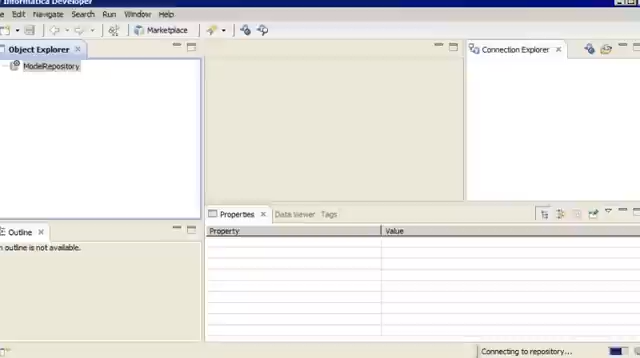 Informatica Developer
Edit Navigate Search Run Window Help
Marketplace
Object Explorer
ModelRepository
Connection Explorer
Outline
outline is not available.
Properties Data Viewer Tags
Property Value
Connecting to repository...